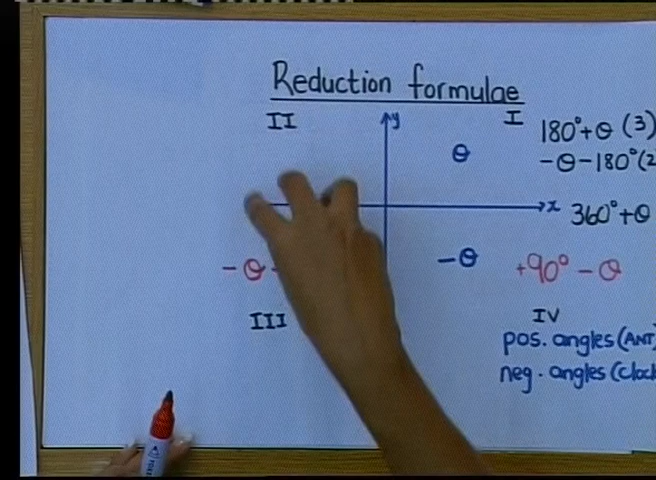 Reduction formulae
II
I
y
180°+θ (3)
θ
-θ-180°(2
x
360°+θ
-θ
-θ
+90° - θ
III
IV
pos. angles (ANT
neg. angles (clock